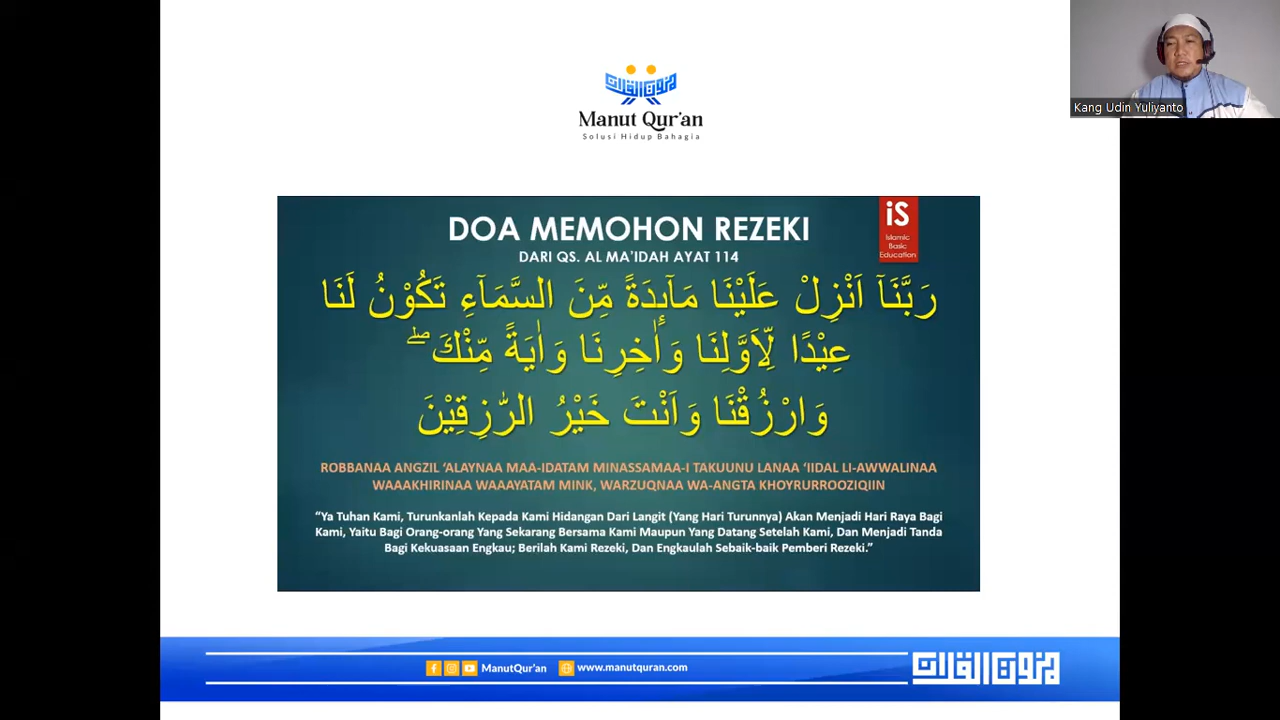 Manut Qur'an
Solusi Hidup Bahagia
Kang Udin Yuliyanto
DOA MEMOHON REZEKI
DARI QS. AL MA'IDAH AYAT 114
iS
Islamic
Basic
Education
رَبَّنَآ اَنْزِلْ عَلَيْنَا مَاۤىِٕدَةً مِّنَ السَّمَاۤءِ تَكُوْنُ لَنَا
عِيْدًا لِّاَوَّلِنَا وَاٰخِرِنَا وَاٰيَةً مِّنْكَ ۖ
وَارْزُقْنَا وَاَنْتَ خَيْرُ الرّٰزِقِيْنَ
ROBBANAA ANGZIL 'ALAYNAA MAA-IDATAM MINASSAMAA-I TAKUUNU LANAA 'IIDAL LI-AWWALINAA
WAAAKHIRINAA WAAAYATAM MINK, WARZUQNAA WA-ANGTA KHOYRURROOZIQIIN
"Ya Tuhan Kami, Turunkanlah Kepada Kami Hidangan Dari Langit (Yang Hari Turunnya) Akan Menjadi Hari Raya Bagi
Kami, Yaitu Bagi Orang-orang Yang Sekarang Bersama Kami Maupun Yang Datang Setelah Kami, Dan Menjadi Tanda
Bagi Kekuasaan Engkau; Berilah Kami Rezeki, Dan Engkaulah Sebaik-baik Pemberi Rezeki."
ManutQur'an
www.manutquran.com